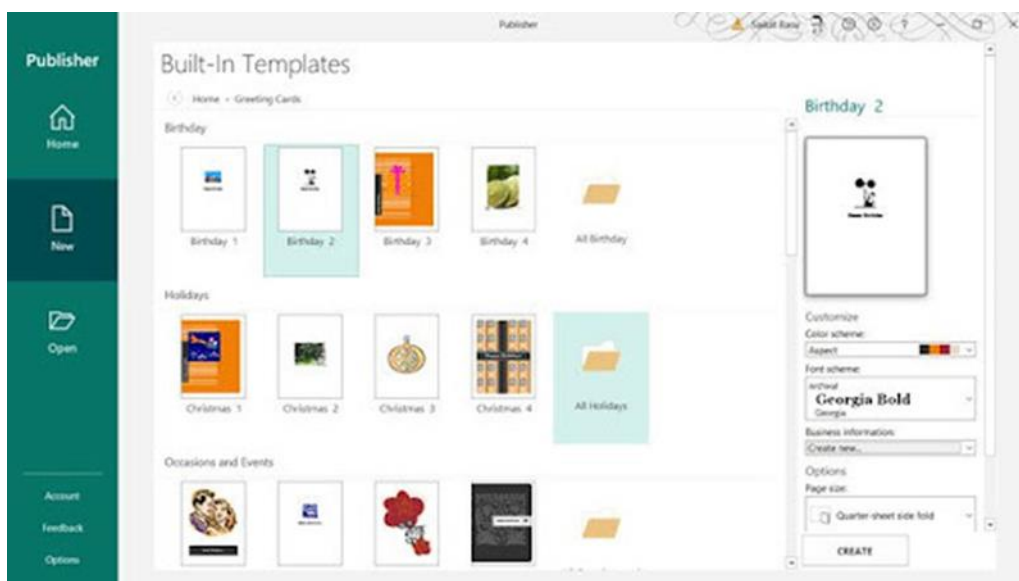 Publisher
Publisher
Home
New
Open
Account
Feedback
Options
Built-In Templates
Home - Greeting Cards
Birthday
Birthday 1
Birthday 2
Birthday 3
Birthday 4
All Birthday
Holidays
Christmas 1
Christmas 2
Christmas 3
Christmas 4
All Holidays
Occasions and Events
Birthday 2
Happy Birthday
Customize
Color scheme:
Aspect
Font scheme:
Archival
Georgia Bold
Georgia
Business information:
Create new...
Options
Page size:
Quarter-sheet side fold
CREATE